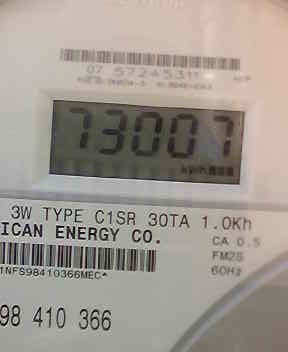 07 57245311
73007
kWh
3W TYPE C1SR 30TA 1.0Kh
ICAN ENERGY CO.
CA 0.5
FM2S
60Hz
1NFS98410366MEC*
98 410 366